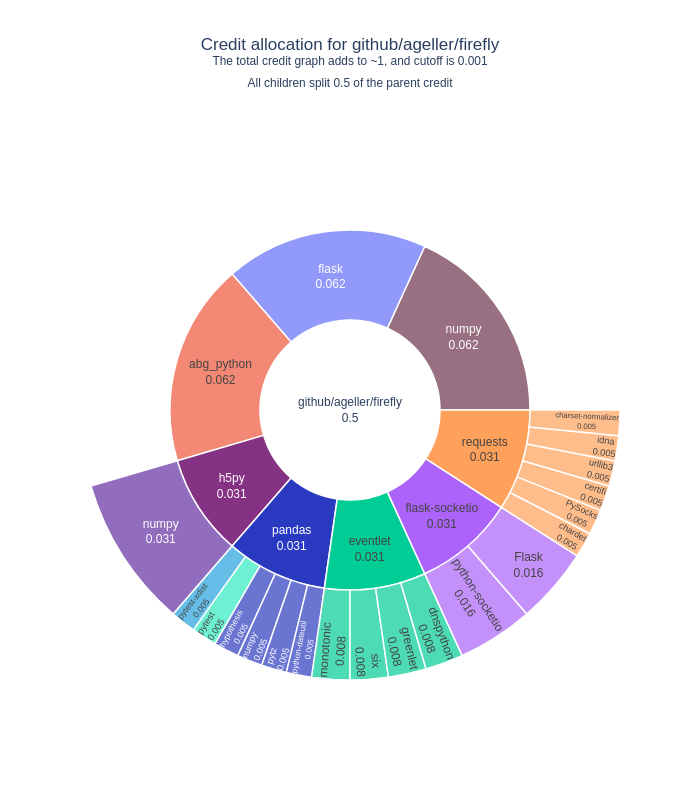 Credit allocation for github/ageller/firefly
The total credit graph adds to ~1, and cutoff is 0.001
All children split 0.5 of the parent credit
github/ageller/firefly
0.5
flask
0.062
numpy
0.062
abg_python
0.062
h5py
0.031
pandas
0.031
eventlet
0.031
flask-socketio
0.031
requests
0.031
charset-normalizer
0.005
idna
0.005
urllib3
0.005
certifi
0.005
PySocks
0.005
chardet
0.005
Flask
0.016
python-socketio
0.016
dnspython
0.008
greenlet
0.008
six
0.008
monotonic
0.008
python-dateutil
0.005
pytz
0.005
numpy
0.005
hypothesis
0.005
pytest
0.005
pytest-xdist
0.005
numpy
0.031